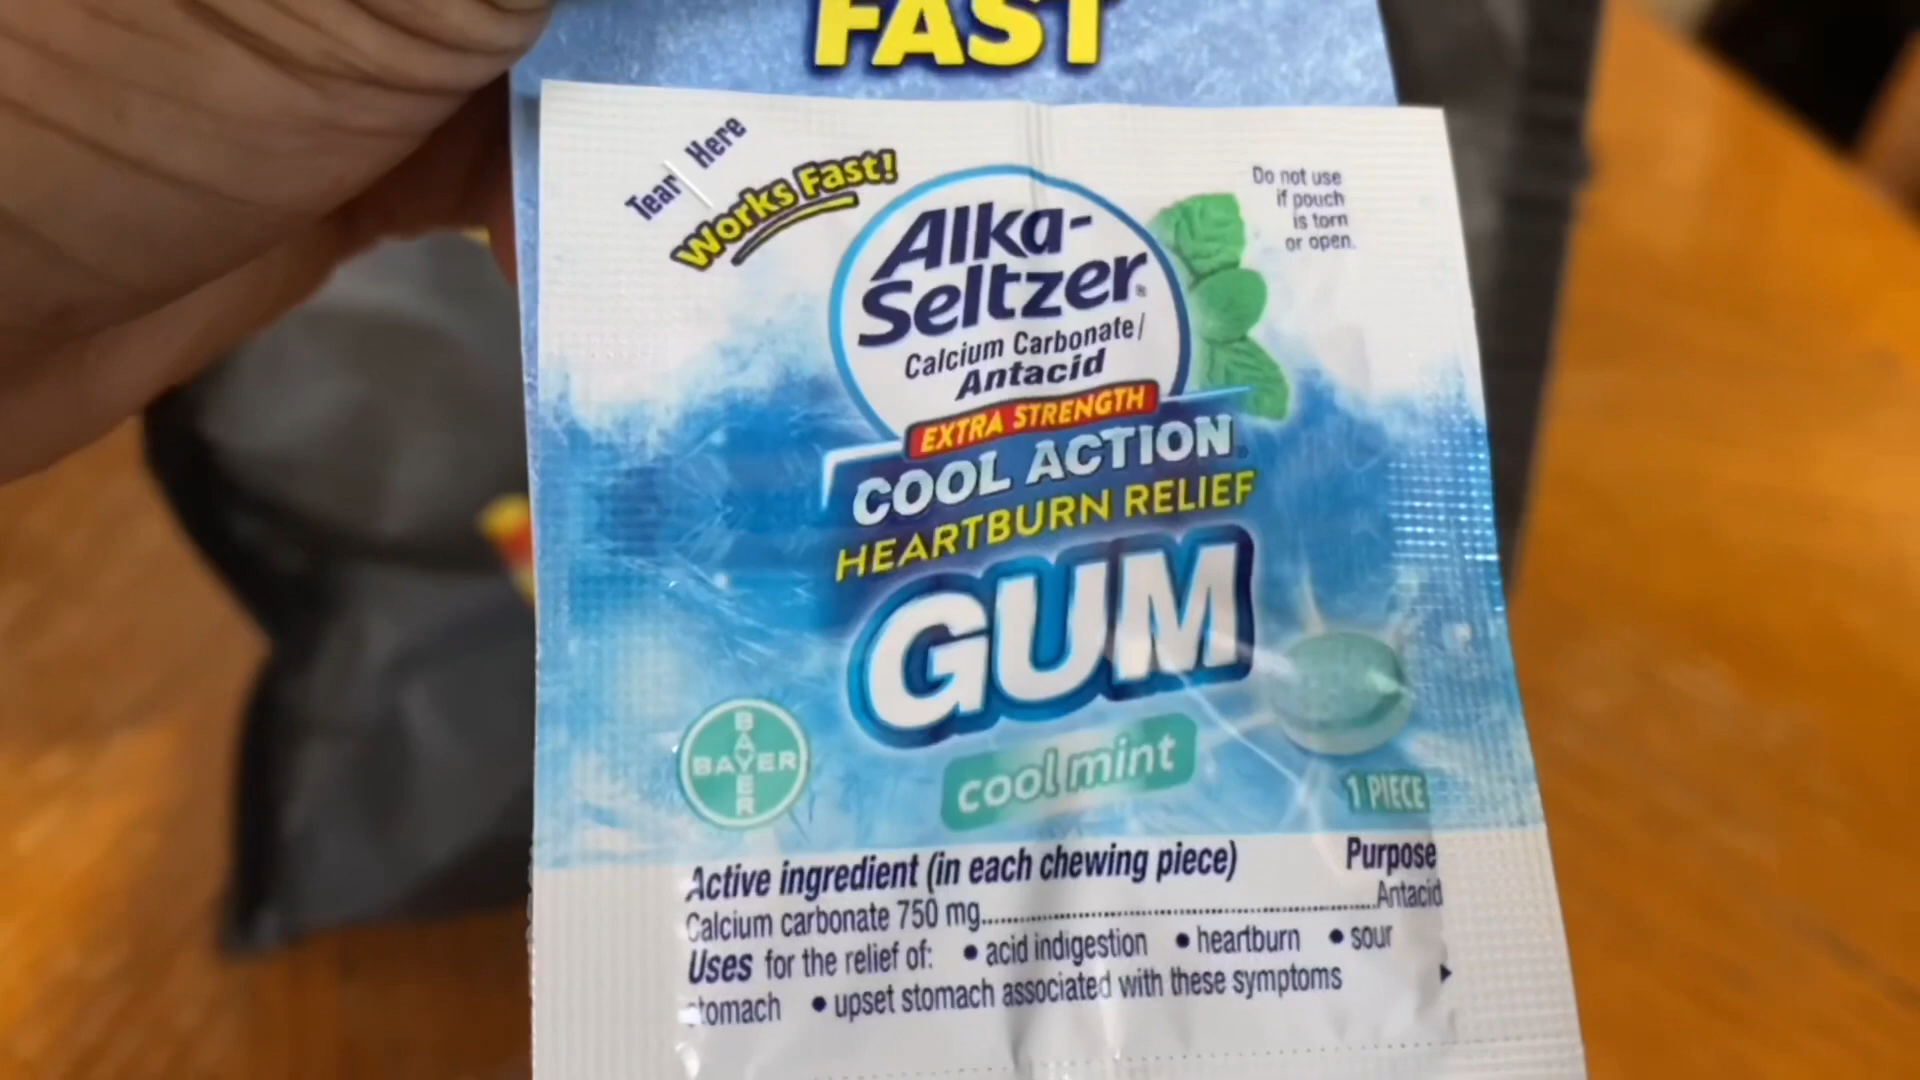 FAST
Tear Here
Works Fast!
Do not use
if pouch
is torn
or open.
Alka-
Seltzer®
Calcium Carbonate/
Antacid
EXTRA STRENGTH
COOL ACTION®
HEARTBURN RELIEF
GUM
cool mint
BAYER
BAYER
1 PIECE
Active ingredient (in each chewing piece) Purpose
Calcium carbonate 750 mg............Antacid
Uses for the relief of: • acid indigestion • heartburn • sour
stomach • upset stomach associated with these symptoms